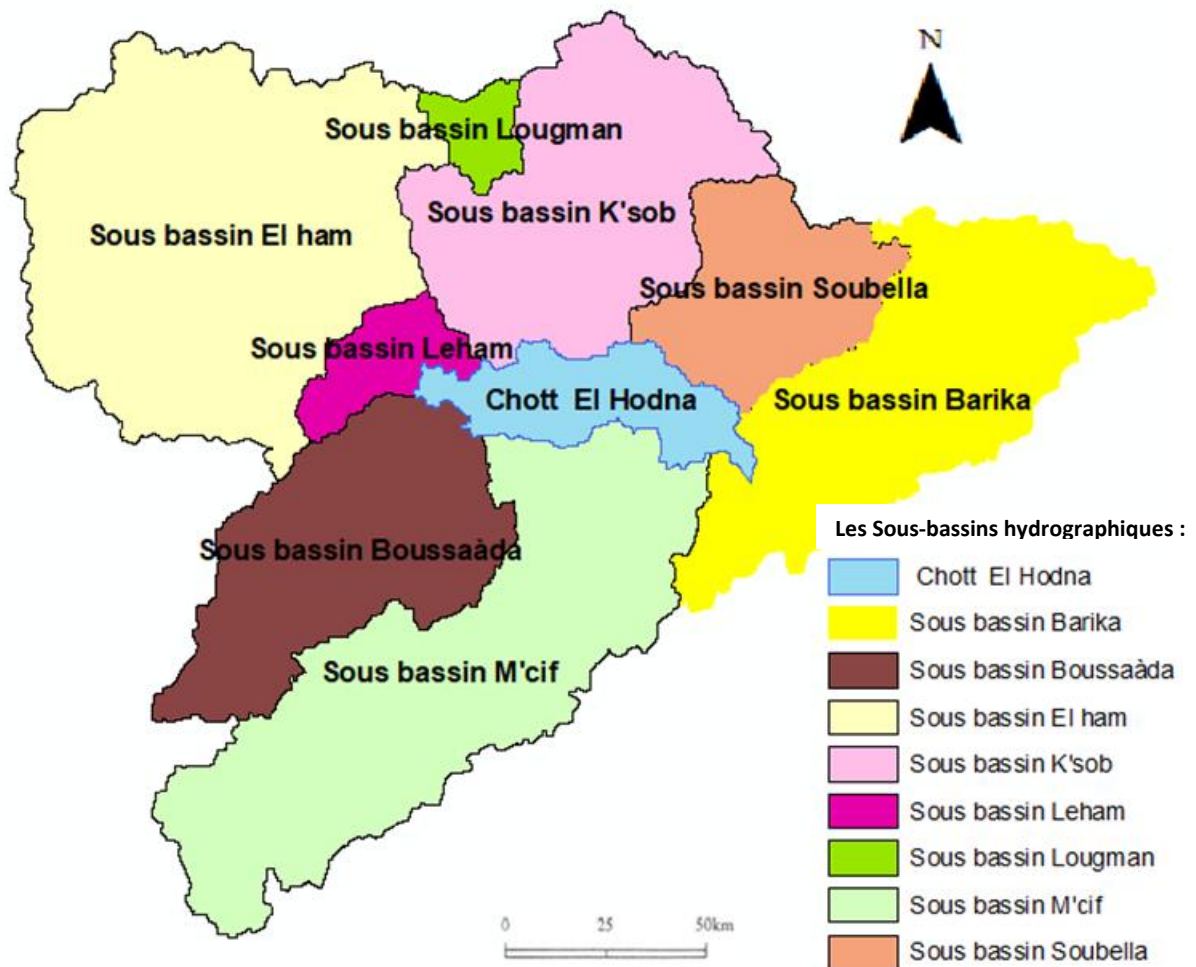 N
Sous bassin Lougman
Sous bassin K'sob
Sous bassin El ham
Sous bassin Soubella
Sous bassin Leham
Chott El Hodna
Sous bassin Barika
Sous bassin Boussaàda
Sous bassin M'cif
Les Sous-bassins hydrographiques :
Chott El Hodna
Sous bassin Barika
Sous bassin Boussaàda
Sous bassin El ham
Sous bassin K'sob
Sous bassin Leham
Sous bassin Lougman
Sous bassin M'cif
Sous bassin Soubella
0 25 50km